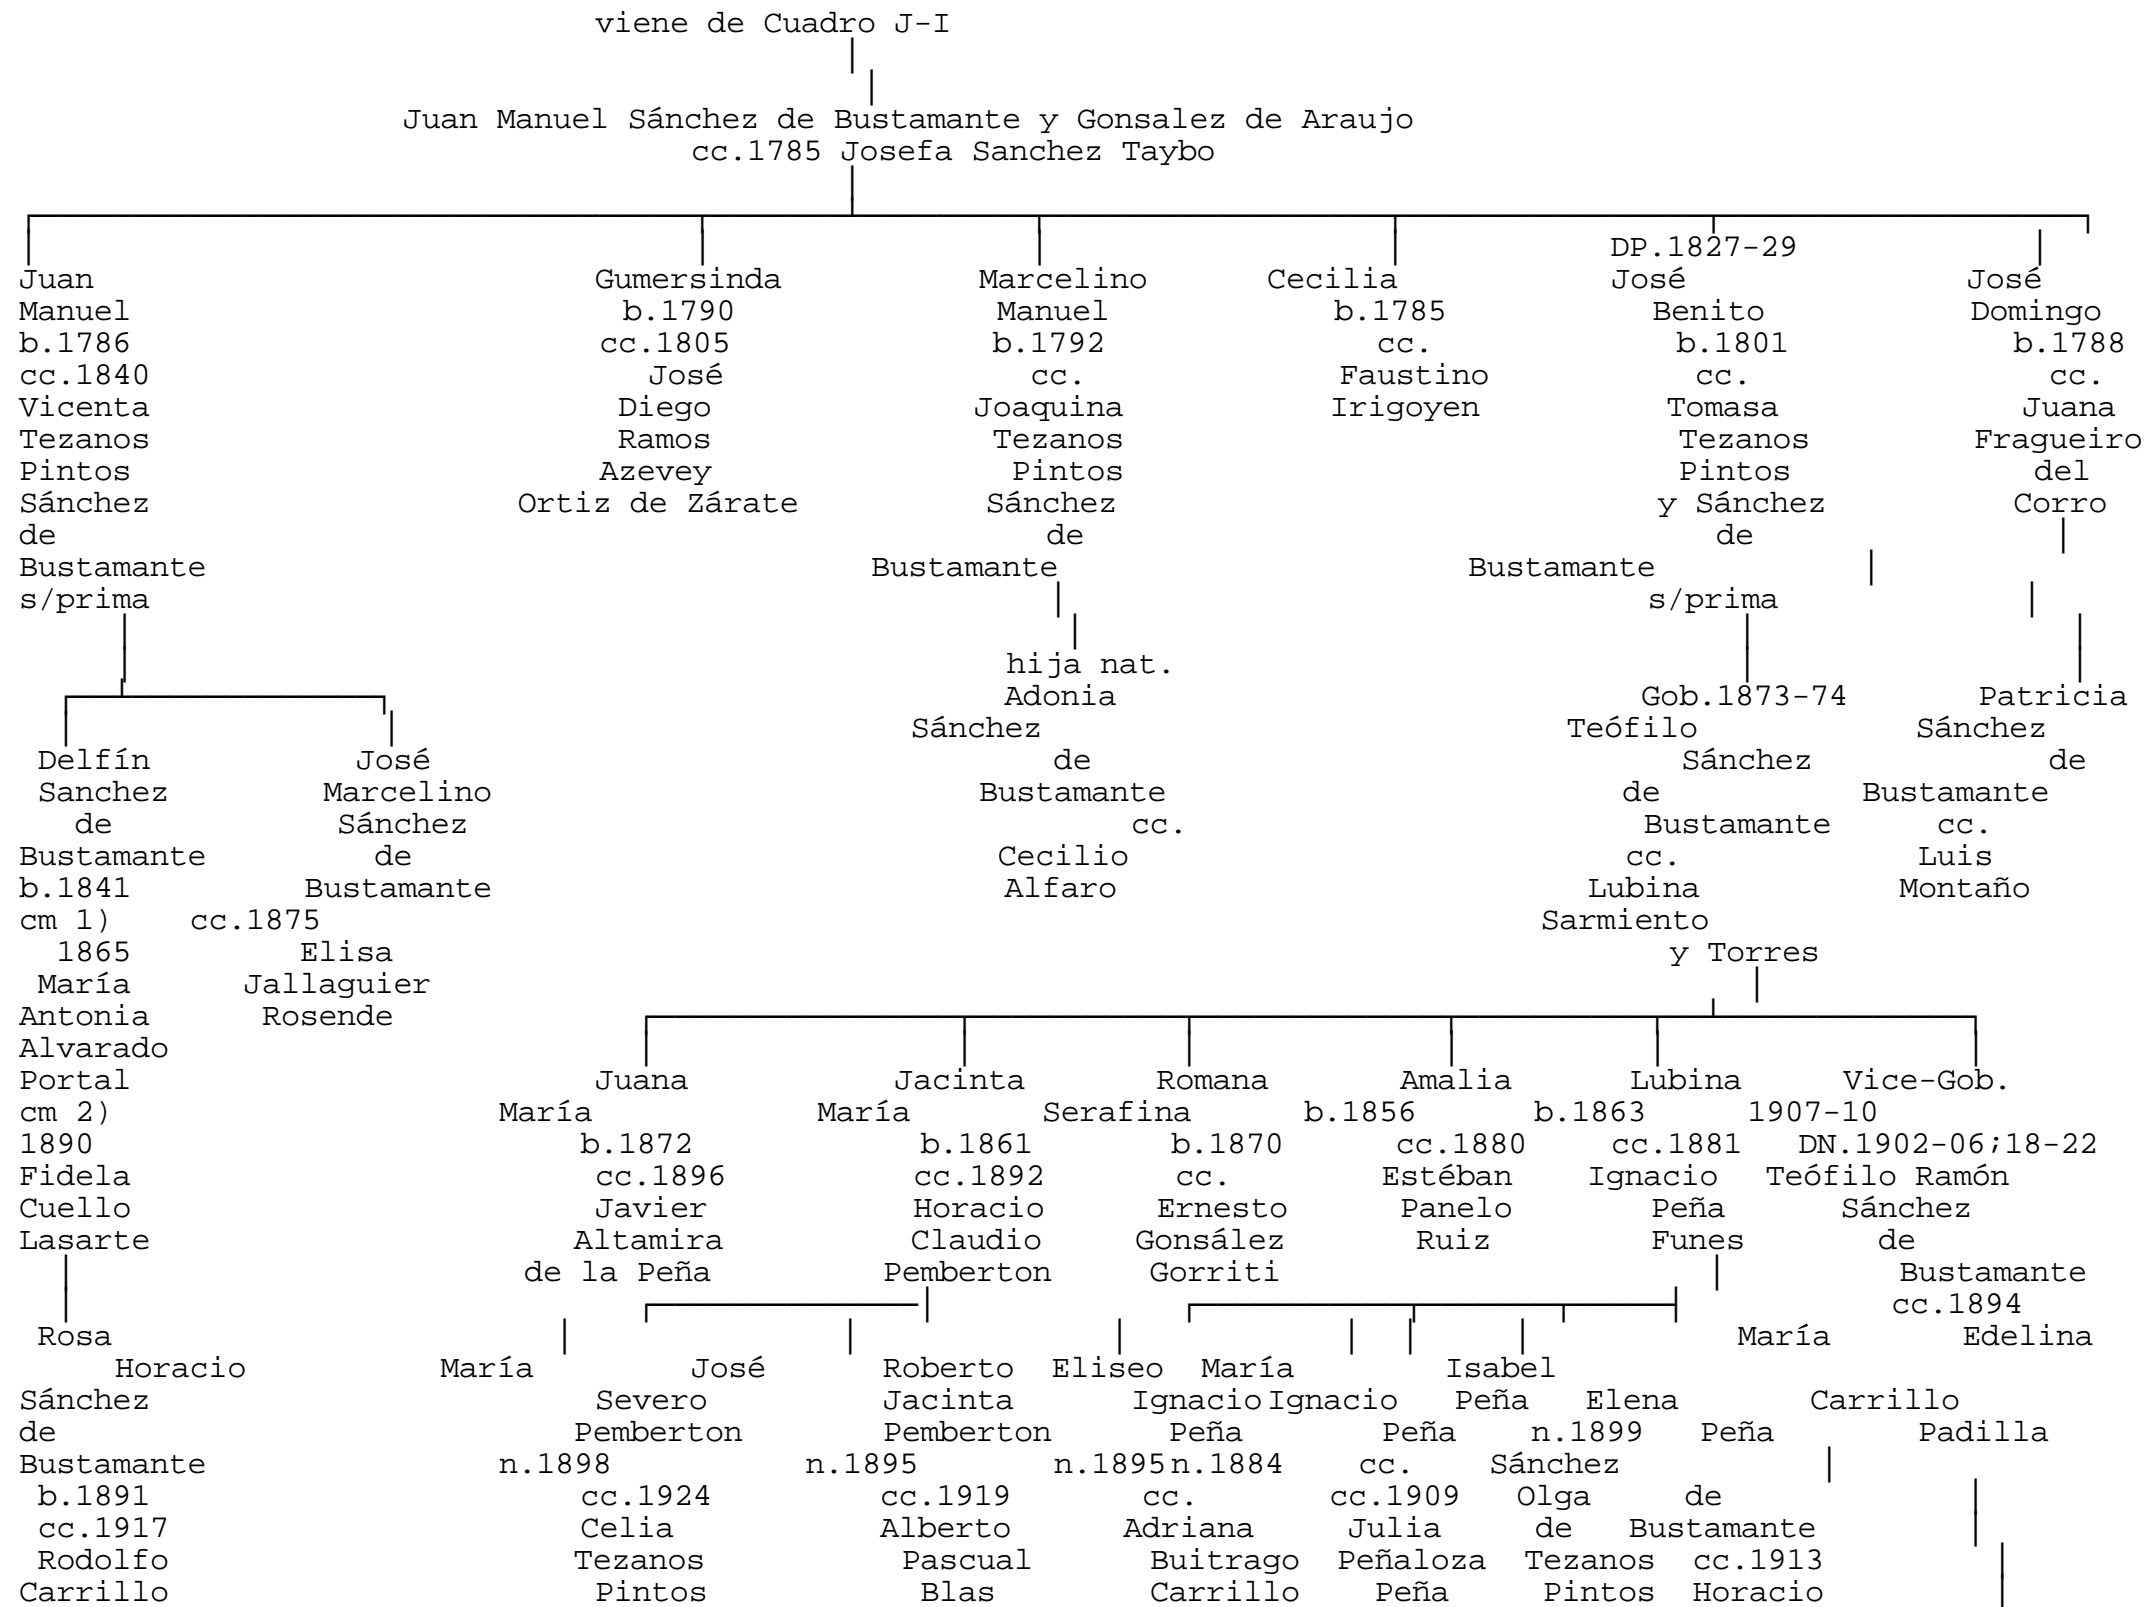 viene de Cuadro J-I
Juan Manuel Sánchez de Bustamante y Gonsalez de Araujo
cc.1785 Josefa Sanchez Taybo
DP.1827-29
Juan Gumersinda Marcelino Cecilia José José
Manuel b.1790 Manuel b.1785 Benito Domingo
b.1786 cc.1805 b.1792 cc. b.1801 b.1788
cc.1840 José cc. Faustino cc. cc.
Vicenta Diego Joaquina Irigoyen Tomasa Juana
Tezanos Ramos Tezanos Tezanos Fragueiro
Pintos Azevey Pintos Pintos del
Sánchez Ortiz de Zárate Sánchez y Sánchez Corro
de de de
Bustamante Bustamante Bustamante
s/prima s/prima
hija nat.
Adonia Gob.1873-74 Patricia
Sánchez Teófilo Sánchez
Delfín José de Sánchez de
Sanchez Marcelino Bustamante de Bustamante
de Sánchez cc. Bustamante cc.
Bustamante de Cecilio cc. Luis
b.1841 Bustamante Alfaro Lubina Montaño
cm 1) cc.1875 Sarmiento
1865 Elisa y Torres
María Jallaguier
Antonia Rosende
Alvarado
Portal Juana Jacinta Romana Amalia Lubina Vice-Gob.
cm 2) María María Serafina b.1856 b.1863 1907-10
1890 b.1872 b.1861 b.1870 cc.1880 cc.1881 DN.1902-06;18-22
Fidela cc.1896 cc.1892 cc. Estéban Ignacio Teófilo Ramón
Cuello Javier Horacio Ernesto Panelo Peña Sánchez
Lasarte Altamira Claudio Gonsález Ruiz Funes de
de la Peña Pemberton Gorriti Bustamante
cc.1894
Rosa María Edelina
Horacio María José Roberto Eliseo María Isabel
Sánchez Severo Jacinta Ignacio Ignacio Peña Elena Carrillo
de Pemberton Pemberton Peña Peña n.1899 Peña Padilla
Bustamante n.1898 n.1895 n.1895 n.1884 cc. Sánchez
b.1891 cc.1924 cc.1919 cc. cc.1909 Olga de
cc.1917 Celia Alberto Adriana Julia de Bustamante
Rodolfo Tezanos Pascual Buitrago Peñaloza Tezanos cc.1913
Carrillo Pintos Blas Carrillo Peña Pintos Horacio